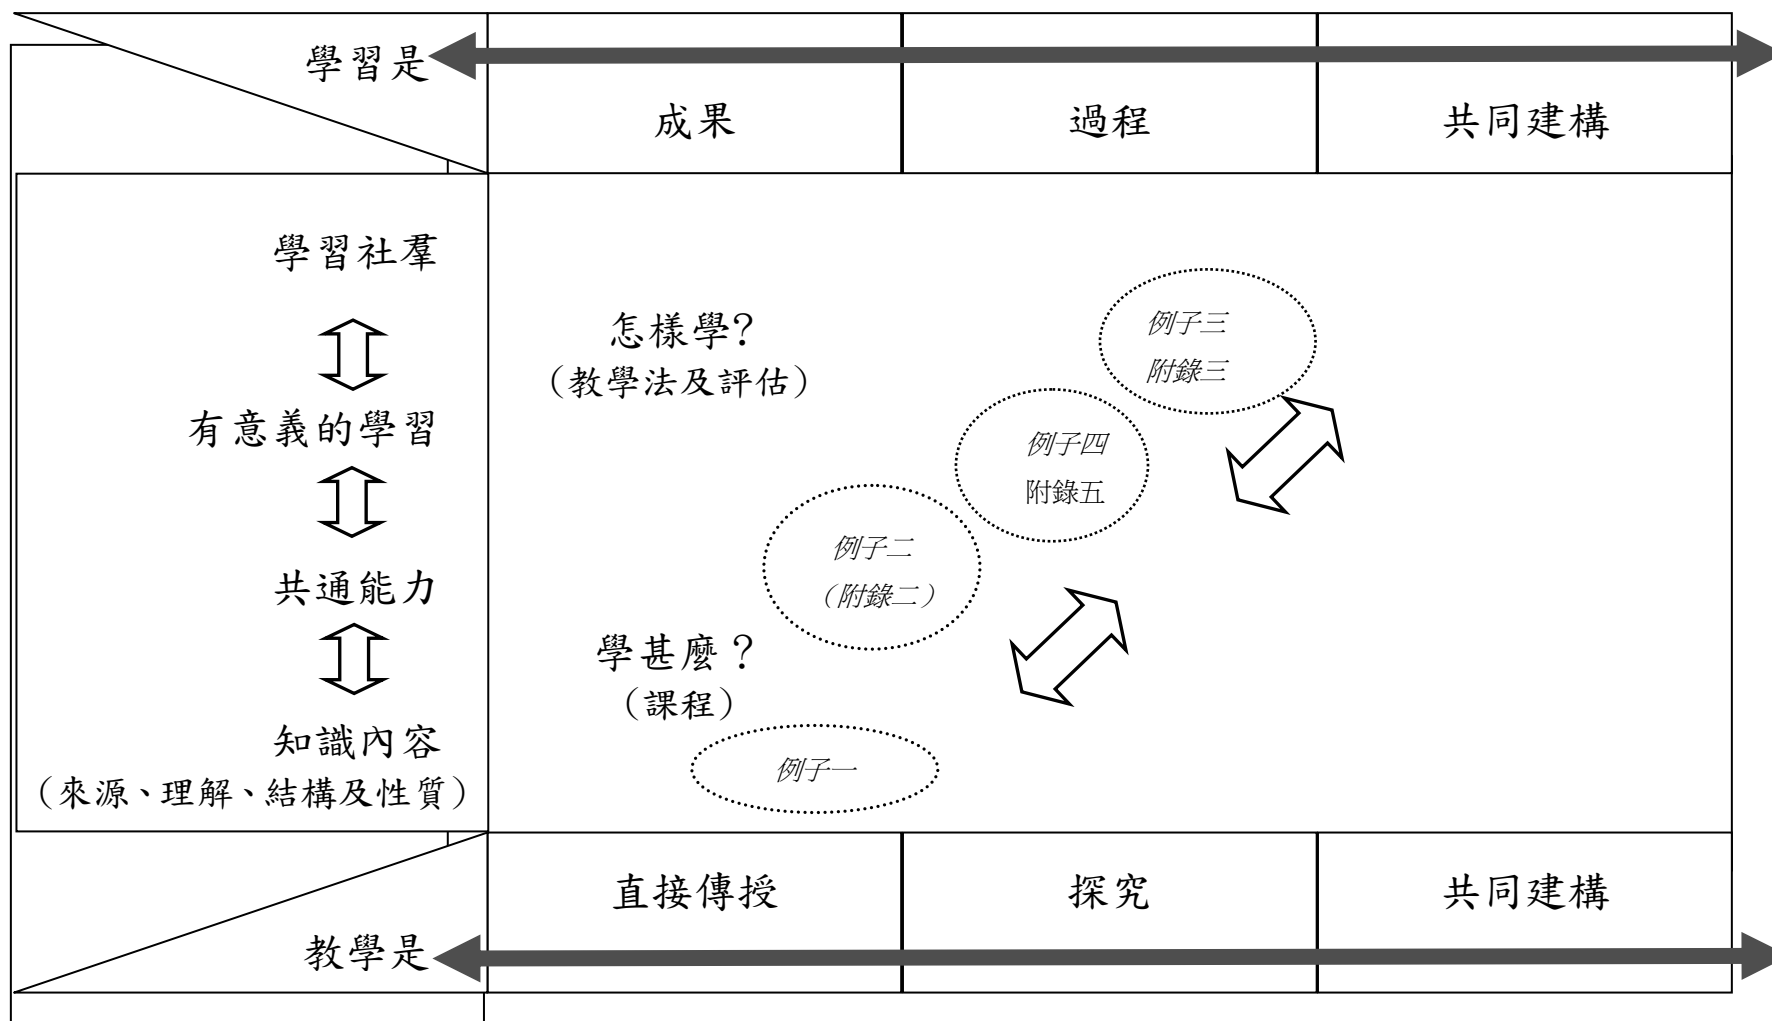 學習是
成果
過程
共同建構
學習社羣
有意義的學習
共通能力
知識內容
（來源、理解、結構及性質）
怎樣學？
（教學法及評估）
例子三
附錄三
例子四
附錄五
例子二
（附錄二）
學甚麼？
（課程）
例子一
直接傳授
探究
共同建構
教學是